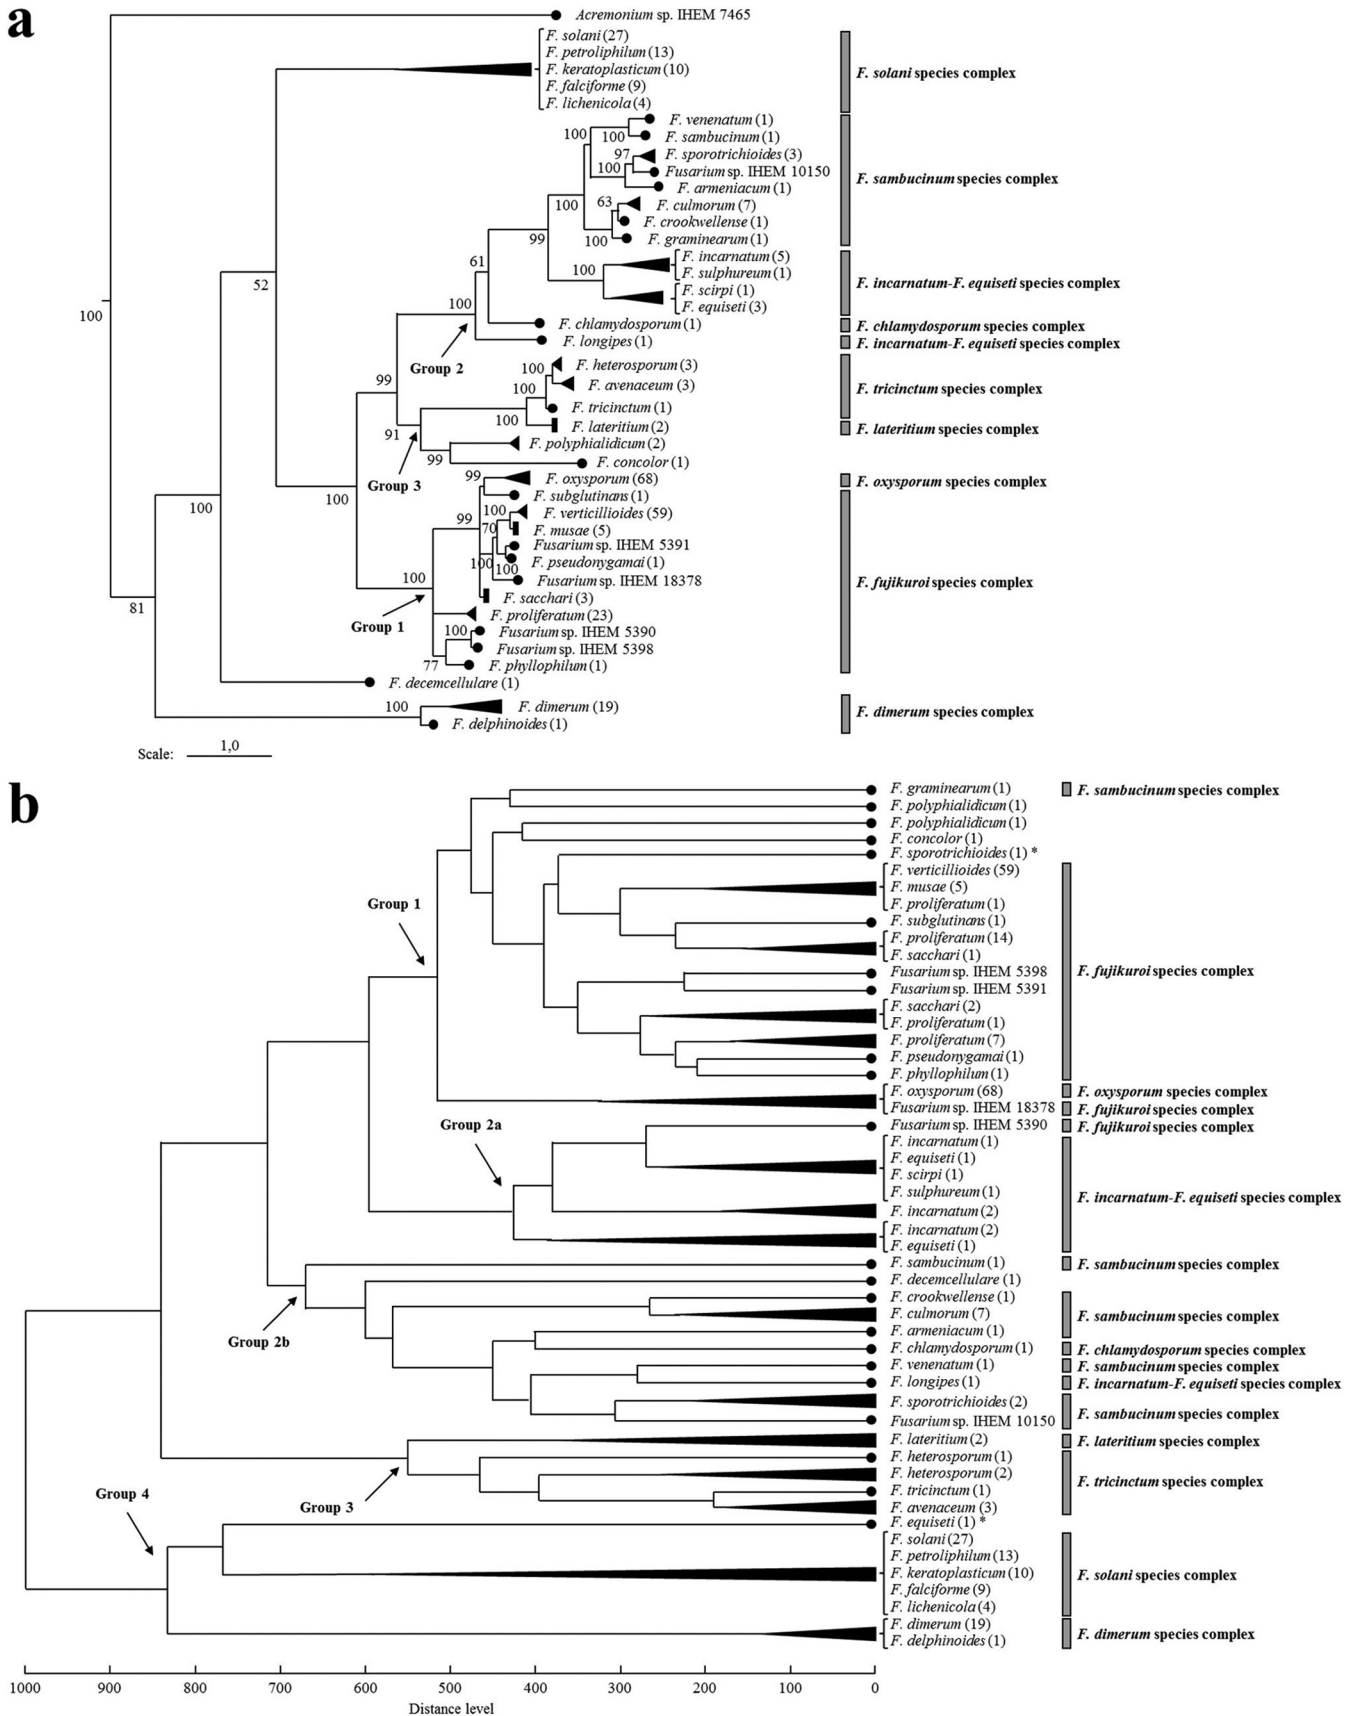 a
Acremonium sp. IHEM 7465
F. solani (27)
F. petroliphilum (13)
F. keratoplasticum (10)
F. falciforme (9)
F. lichenicola (4)
F. solani species complex
F. venenatum (1)
100
100
F. sambucinum (1)
97
F. sporotrichioides (3)
100
Fusarium sp. IHEM 10150
F. sambucinum species complex
F. armeniacum (1)
100
63
F. culmorum (7)
F. crookwellense (1)
99
100
F. graminearum (1)
F. incarnatum (5)
61
100
F. sulphureum (1)
52
F. scirpi (1)
F. incarnatum-F. equiseti species complex
100
F. equiseti (3)
100
F. chlamydosporum (1)
F. chlamydosporum species complex
F. longipes (1)
F. incarnatum-F. equiseti species complex
Group 2
100
F. heterosporum (3)
99
100
F. avenaceum (3)
F. tricinctum species complex
F. tricinctum (1)
100
F. lateritium (2)
F. lateritium species complex
91
F. polyphialidicum (2)
99
F. concolor (1)
Group 3
99
F. oxysporum (68)
F. oxysporum species complex
100
F. subglutinans (1)
100
100
F. verticillioides (59)
99
70
F. musae (5)
Fusarium sp. IHEM 5391
100
100
F. pseudonygamai (1)
100
Fusarium sp. IHEM 18378
F. fujikuroi species complex
F. sacchari (3)
81
F. proliferatum (23)
Group 1
100
Fusarium sp. IHEM 5390
Fusarium sp. IHEM 5398
77
F. phyllophilum (1)
F. decemcellulare (1)
100
F. dimerum (19)
F. dimerum species complex
F. delphinoides (1)
Scale:
1,0
b
F. graminearum (1)
F. sambucinum species complex
F. polyphialidicum (1)
F. polyphialidicum (1)
F. concolor (1)
F. sporotrichioides (1) *
F. verticillioides (59)
F. musae (5)
Group 1
F. proliferatum (1)
F. subglutinans (1)
F. proliferatum (14)
F. sacchari (1)
Fusarium sp. IHEM 5398
F. fujikuroi species complex
Fusarium sp. IHEM 5391
F. sacchari (2)
F. proliferatum (1)
F. proliferatum (7)
F. pseudonygamai (1)
F. phyllophilum (1)
F. oxysporum (68)
F. oxysporum species complex
Fusarium sp. IHEM 18378
F. fujikuroi species complex
Group 2a
Fusarium sp. IHEM 5390
F. fujikuroi species complex
F. incarnatum (1)
F. equiseti (1)
F. scirpi (1)
F. sulphureum (1)
F. incarnatum-F. equiseti species complex
F. incarnatum (2)
F. incarnatum (2)
F. equiseti (1)
F. sambucinum (1)
F. sambucinum species complex
F. decemcellulare (1)
F. crookwellense (1)
F. culmorum (7)
F. sambucinum species complex
Group 2b
F. armeniacum (1)
F. chlamydosporum (1)
F. chlamydosporum species complex
F. venenatum (1)
F. sambucinum species complex
F. longipes (1)
F. incarnatum-F. equiseti species complex
F. sporotrichioides (2)
F. sambucinum species complex
Fusarium sp. IHEM 10150
F. lateritium (2)
F. lateritium species complex
F. heterosporum (1)
F. heterosporum (2)
F. tricinctum species complex
Group 4
F. tricinctum (1)
Group 3
F. avenaceum (3)
F. equiseti (1) *
F. solani (27)
F. petroliphilum (13)
F. keratoplasticum (10)
F. solani species complex
F. falciforme (9)
F. lichenicola (4)
F. dimerum (19)
F. dimerum species complex
F. delphinoides (1)
1000 900 800 700 600 500 400 300 200 100 0
Distance level